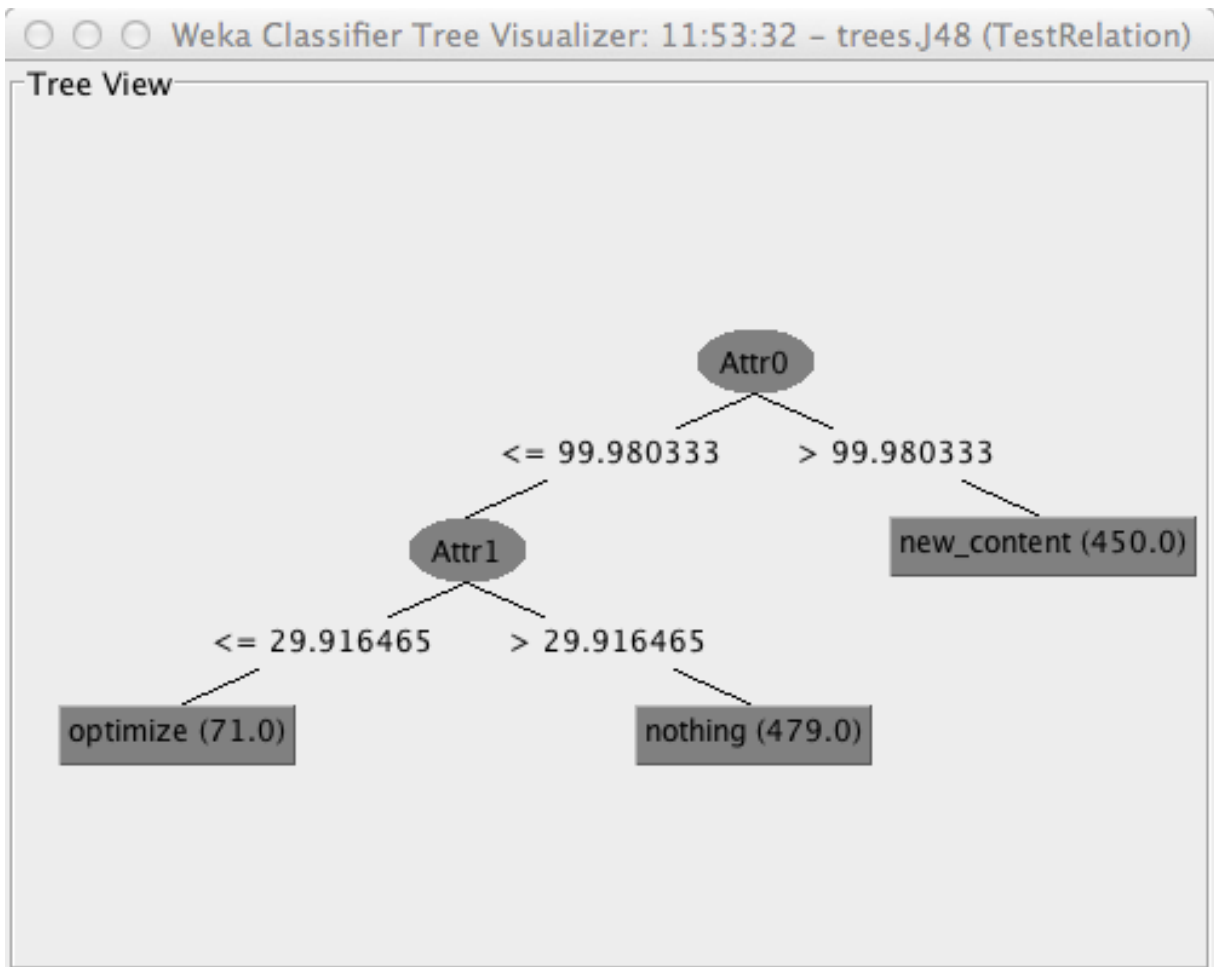 Weka Classifier Tree Visualizer: 11:53:32 – trees.J48 (TestRelation)
Tree View
Attr0
<= 99.980333 > 99.980333
Attr1 new_content (450.0)
<= 29.916465 > 29.916465
optimize (71.0) nothing (479.0)